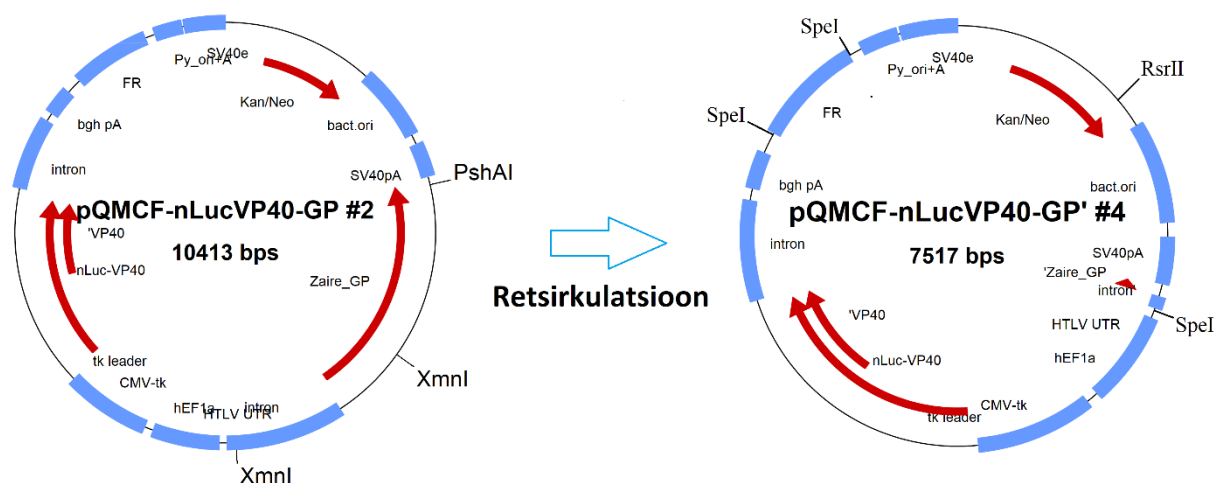 SV40e
Py_ori+A
FR
Kan/Neo
bgh pA
bact.ori
intron
SV40pA
PshAI
pQMCF-nLucVP40-GP #2
'VP40
10413 bps
nLuc-VP40
Zaire_GP
tk leader
XmnI
CMV-tk
hEF1a
HTLV UTR
intron
XmnI
Retsirkulatsioon
SpeI
SV40e
Py_ori+A
RsrII
FR
SpeI
Kan/Neo
bgh pA
bact.ori
pQMCF-nLucVP40-GP' #4
intron
7517 bps
SV40pA
'Zaire_GP
intron
'VP40
HTLV UTR
SpeI
nLuc-VP40
hEF1a
CMV-tk
tk leader